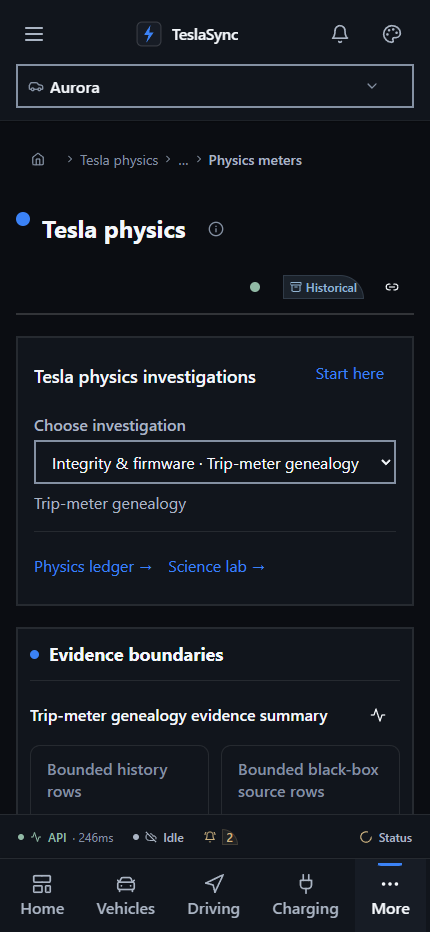 TeslaSync
Aurora
Tesla physics
...
Physics meters
Tesla physics
Historical
Tesla physics investigations
Start here
Choose investigation
Integrity & firmware · Trip-meter genealogy
Trip-meter genealogy
Physics ledger →
Science lab →
Evidence boundaries
Trip-meter genealogy evidence summary
Bounded history
rows
Bounded black-box
source rows
API · 246ms
Idle
2
Status
Home
Vehicles
Driving
Charging
More